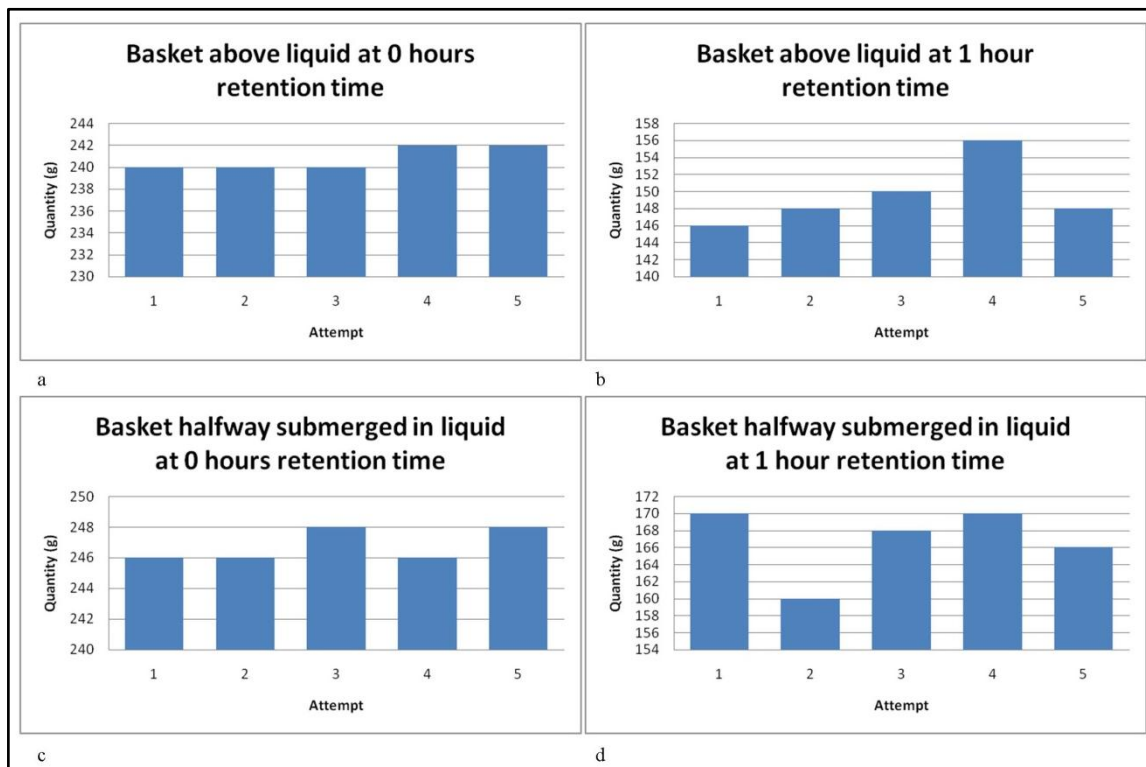 Basket above liquid at 0 hours
retention time
Quantity (g)
244
242
240
238
236
234
232
230
1 2 3 4 5
Attempt
a
Basket above liquid at 1 hour
retention time
Quantity (g)
158
156
154
152
150
148
146
144
142
140
1 2 3 4 5
Attempt
b
Basket halfway submerged in liquid
at 0 hours retention time
Quantity (g)
250
248
246
244
242
240
1 2 3 4 5
Attempt
c
Basket halfway submerged in liquid
at 1 hour retention time
Quantity (g)
172
170
168
166
164
162
160
158
156
154
1 2 3 4 5
Attempt
d